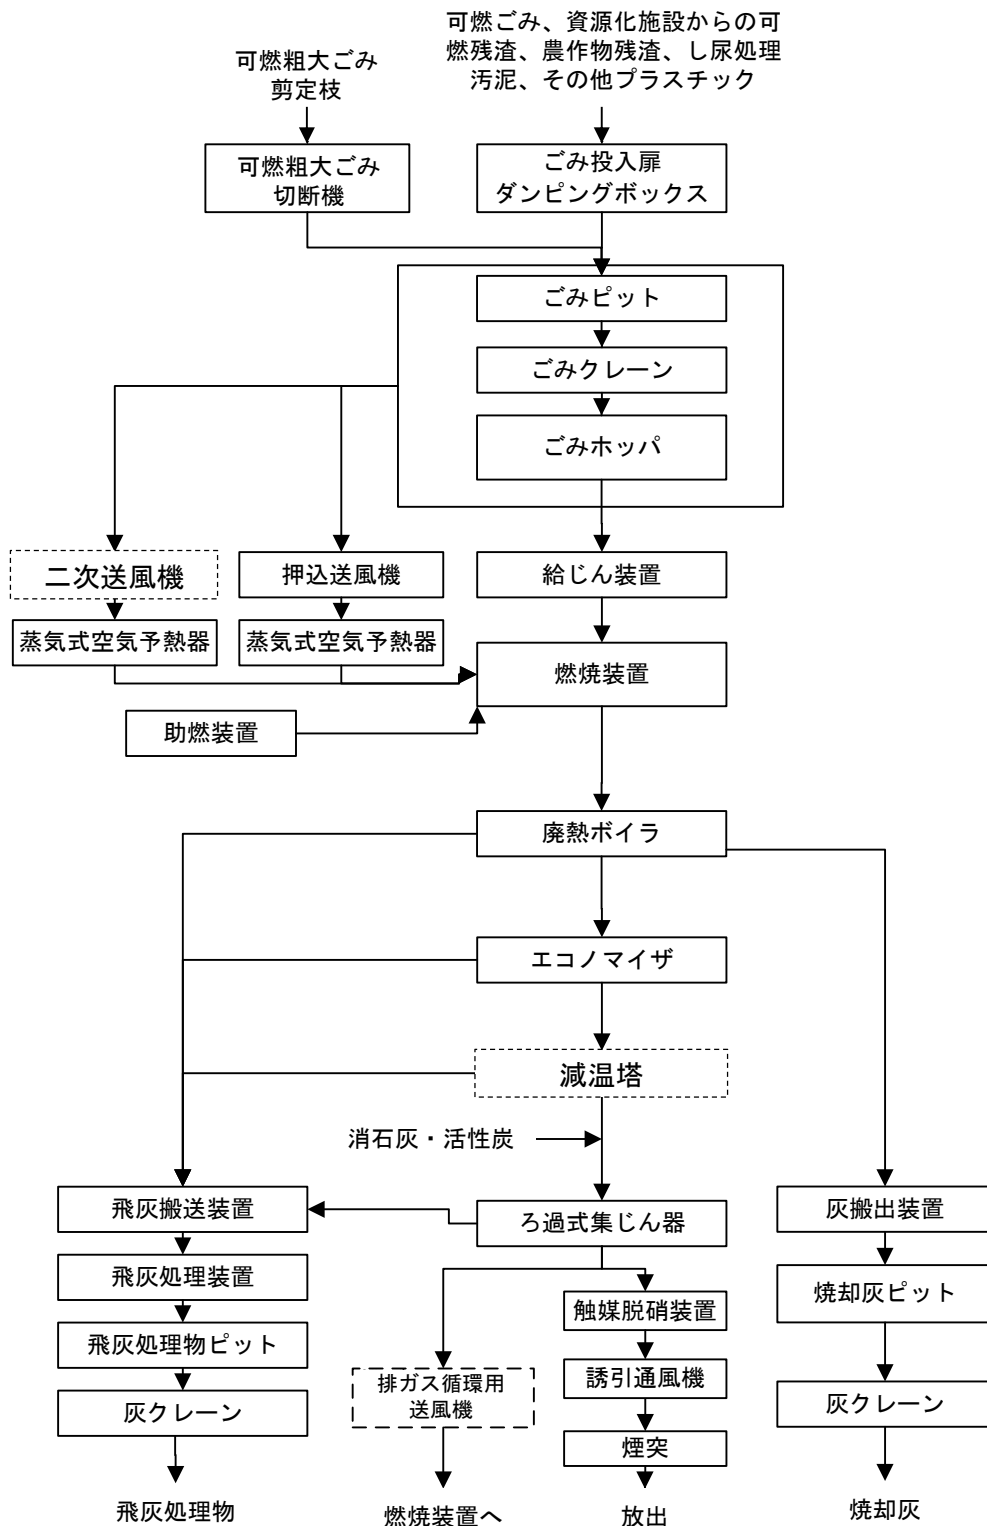 可燃ごみ、資源化施設からの可
燃残渣、農作物残渣、し尿処理
汚泥、その他プラスチック
可燃粗大ごみ
剪定枝
可燃粗大ごみ
切断機
ごみ投入扉
ダンピングボックス
ごみピット
ごみクレーン
ごみホッパ
二次送風機
押込送風機
給じん装置
蒸気式空気予熱器
蒸気式空気予熱器
燃焼装置
助燃装置
廃熱ボイラ
エコノマイザ
減温塔
消石灰・活性炭
飛灰搬送装置
ろ過式集じん器
灰搬出装置
飛灰処理装置
触媒脱硝装置
焼却灰ピット
飛灰処理物ピット
排ガス循環用
送風機
誘引通風機
灰クレーン
灰クレーン
煙突
飛灰処理物
燃焼装置へ
放出
焼却灰